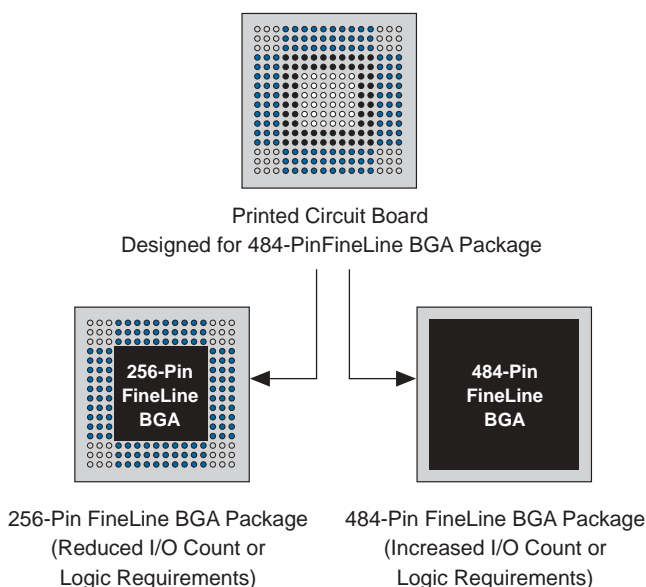 Printed Circuit Board
Designed for 484-PinFineLine BGA Package
256-Pin
FineLine
BGA
484-Pin
FineLine
BGA
256-Pin FineLine BGA Package
(Reduced I/O Count or
Logic Requirements)
484-Pin FineLine BGA Package
(Increased I/O Count or
Logic Requirements)